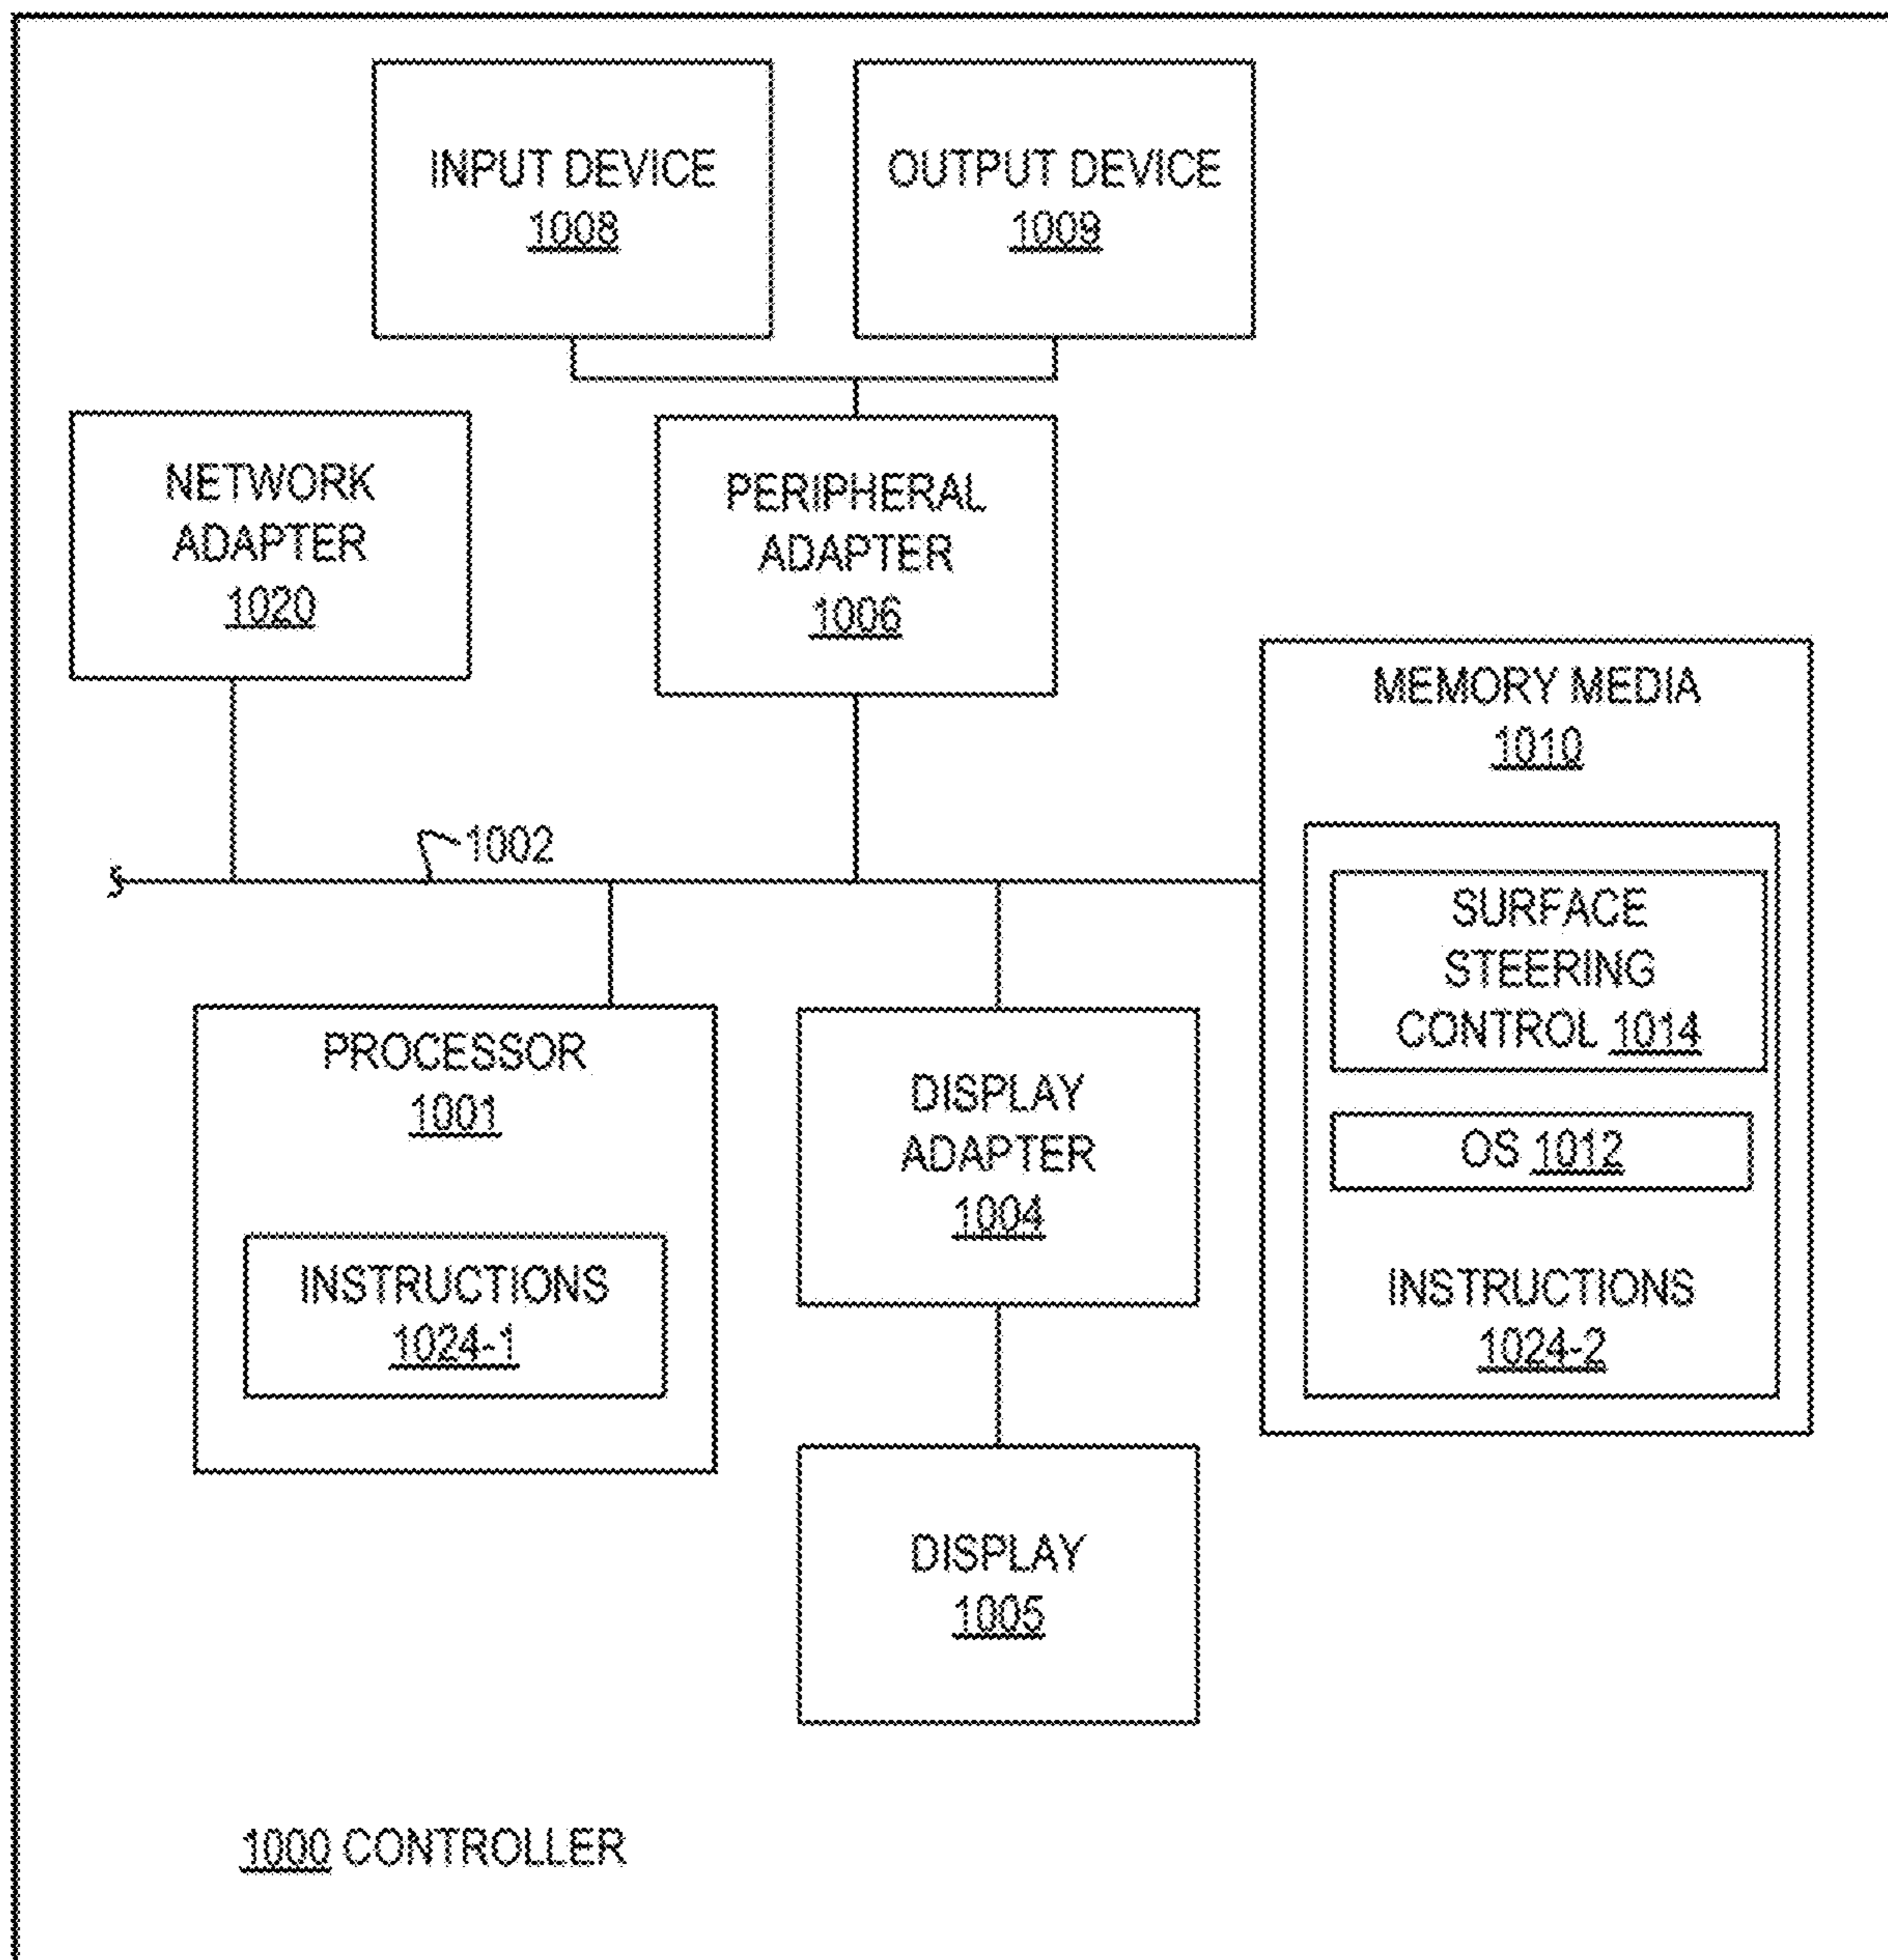 INPUT DEVICE
1008
OUTPUT DEVICE
1009
NETWORK
ADAPTER
1020
PERIPHERAL
ADAPTER
1006
MEMORY MEDIA
1010
1002
SURFACE
STEERING
CONTROL 1014
OS 1012
INSTRUCTIONS
1024-2
PROCESSOR
1001
INSTRUCTIONS
1024-1
DISPLAY
ADAPTER
1004
DISPLAY
1005
1000 CONTROLLER